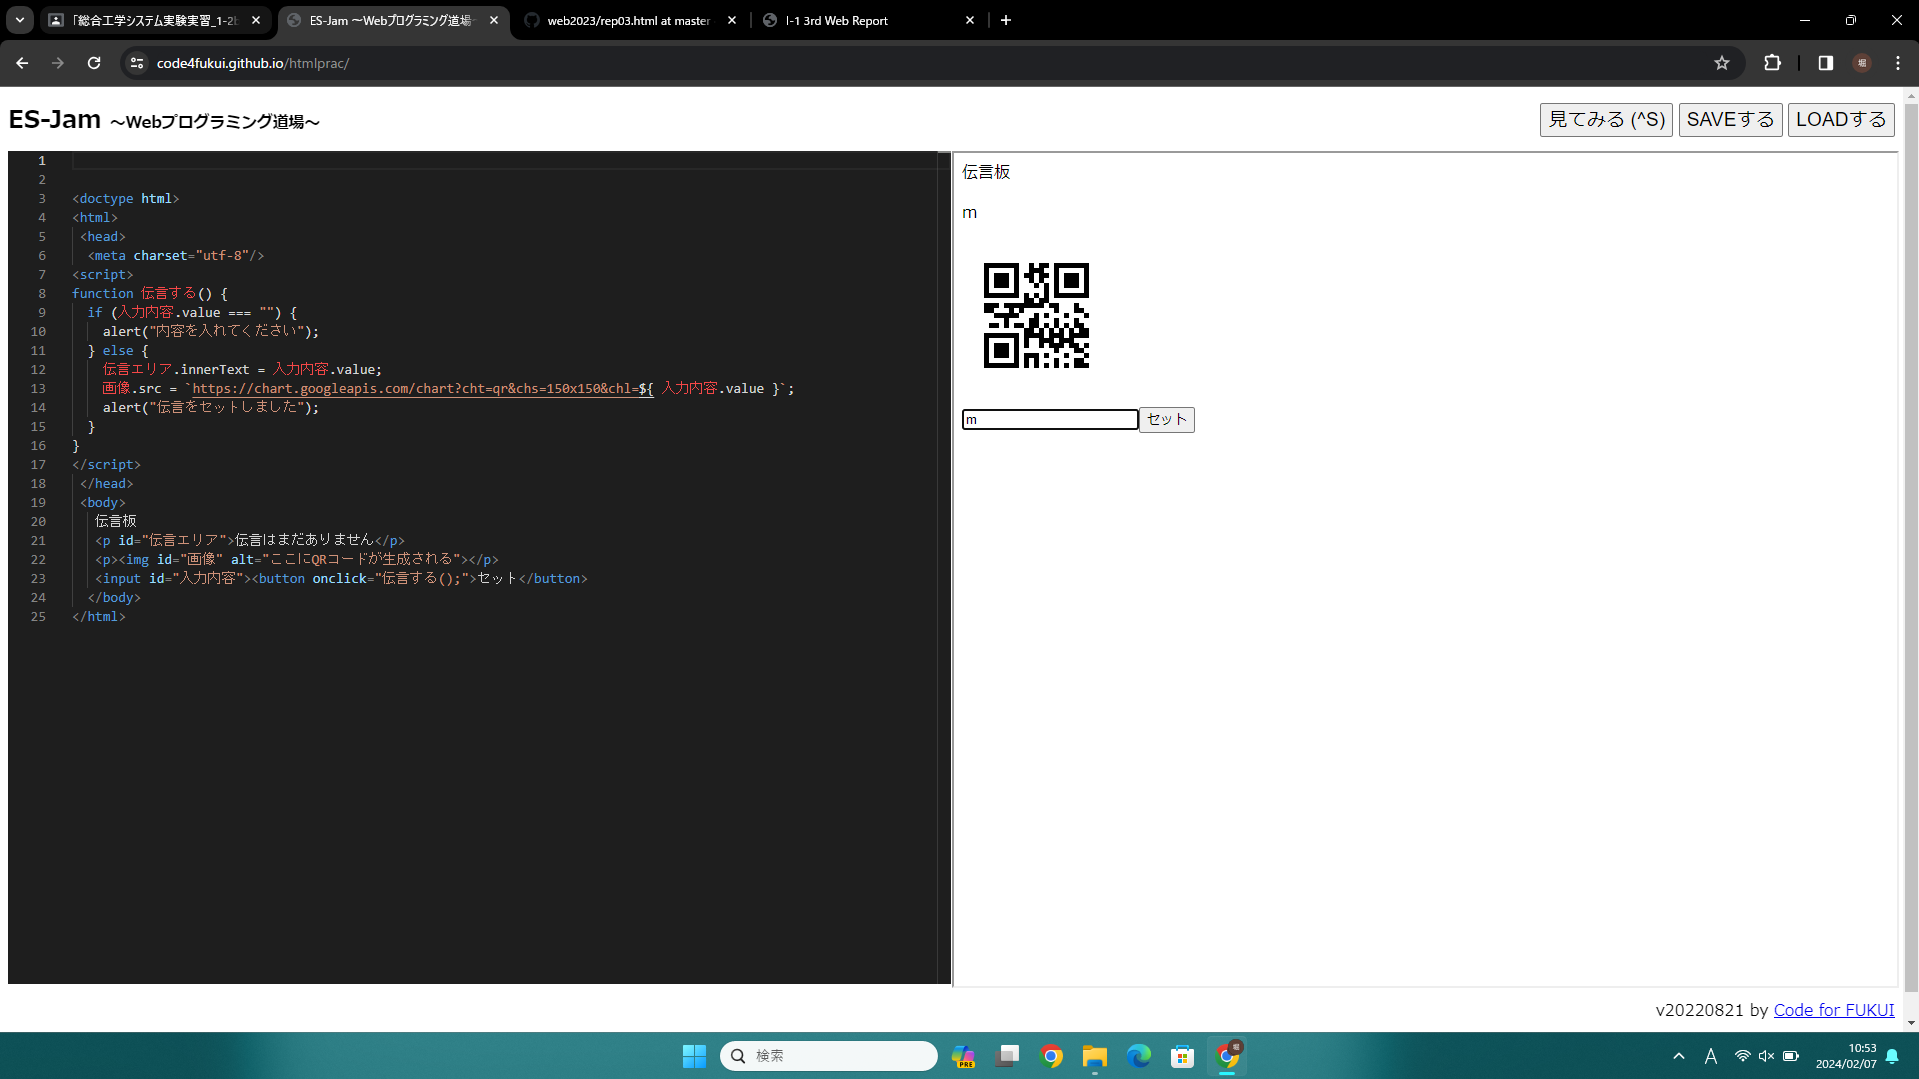 「総合工学システム実験実習_1-2b
ES-Jam 〜Webプログラミング道場〜
web2023/rep03.html at master
I-1 3rd Web Report
code4fukui.github.io/htmlprac/
ES-Jam 〜Webプログラミング道場〜
見てみる (^S)
SAVEする
LOADする
1
2
3 <doctype html>
4 <html>
5 <head>
6 <meta charset="utf-8"/>
7 <script>
8 function 伝言する() {
9 if (入力内容.value === "") {
10 alert("内容を入れてください");
11 } else {
12 伝言エリア.innerText = 入力内容.value;
13 画像.src = `https://chart.googleapis.com/chart?cht=qr&chs=150x150&chl=${ 入力内容.value }`;
14 alert("伝言をセットしました");
15 }
16 }
17 </script>
18 </head>
19 <body>
20 伝言板
21 <p id="伝言エリア">伝言はまだありません</p>
22 <p><img id="画像" alt="ここにQRコードが生成される"></p>
23 <input id="入力内容"><button onclick="伝言する();">セット</button>
24 </body>
25 </html>
伝言板
m
m
セット
v20220821 by Code for FUKUI
検索
PRE
A
10:53
2024/02/07